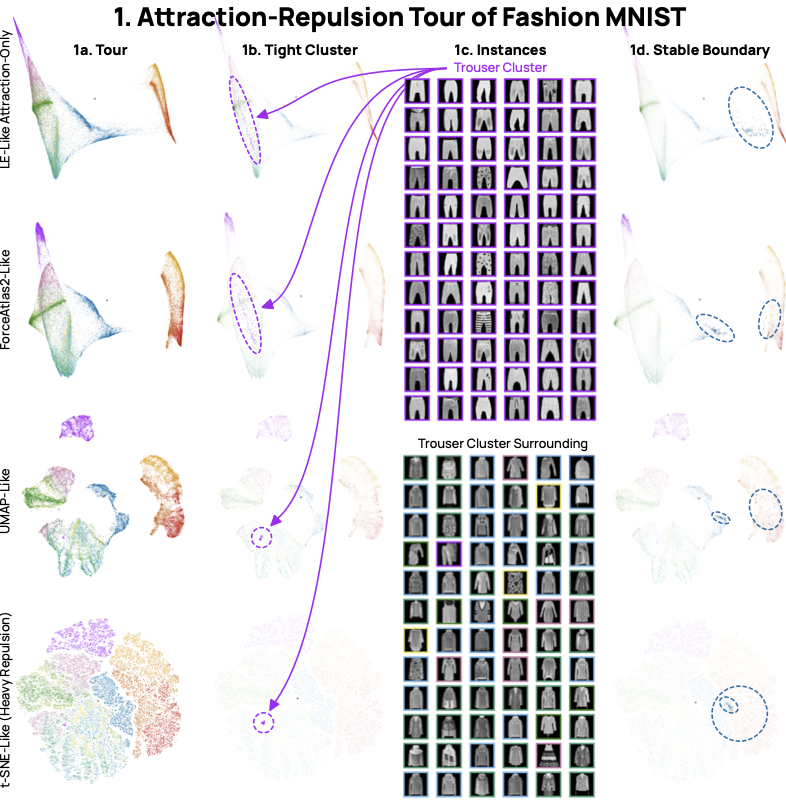 1. Attraction-Repulsion Tour of Fashion MNIST
1a. Tour
1b. Tight Cluster
1c. Instances
1d. Stable Boundary
Trouser Cluster
LE-Like Attraction-Only
ForceAtlas2-Like
Trouser Cluster Surrounding
UMAP-Like
t-SNE-Like (Heavy Repulsion)